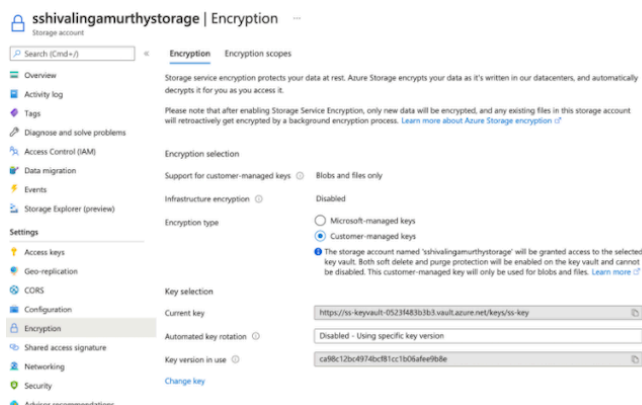 sshivalingamurthystorage | Encryption ...
Storage account
Search (Cmd+/)
«
Overview
Activity log
Tags
Diagnose and solve problems
Access Control (IAM)
Data migration
Events
Storage Explorer (preview)
Settings
Access keys
Geo-replication
CORS
Configuration
Encryption
Shared access signature
Networking
Security
Advisor recommendations
Encryption Encryption scopes
Storage service encryption protects your data at rest. Azure Storage encrypts your data as it's written in our datacenters, and automatically
decrypts it for you as you access it.
Please note that after enabling Storage Service Encryption, only new data will be encrypted, and any existing files in this storage account
will retroactively get encrypted by a background encryption process. Learn more about Azure Storage encryption
Encryption selection
Support for customer-managed keys Blobs and files only
Infrastructure encryption Disabled
Encryption type Microsoft-managed keys
Customer-managed keys
The storage account named 'sshivalingamurthystorage' will be granted access to the selected
key vault. Both soft delete and purge protection will be enabled on the key vault and cannot
be disabled. This customer-managed key will only be used for blobs and files. Learn more
Key selection
Current key https://ss-keyvault-0523f483b3b3.vault.azure.net/keys/ss-key
Automated key rotation Disabled - Using specific key version
Key version in use ca98c12bc4974bcf81cc1b06afee9b8e
Change key